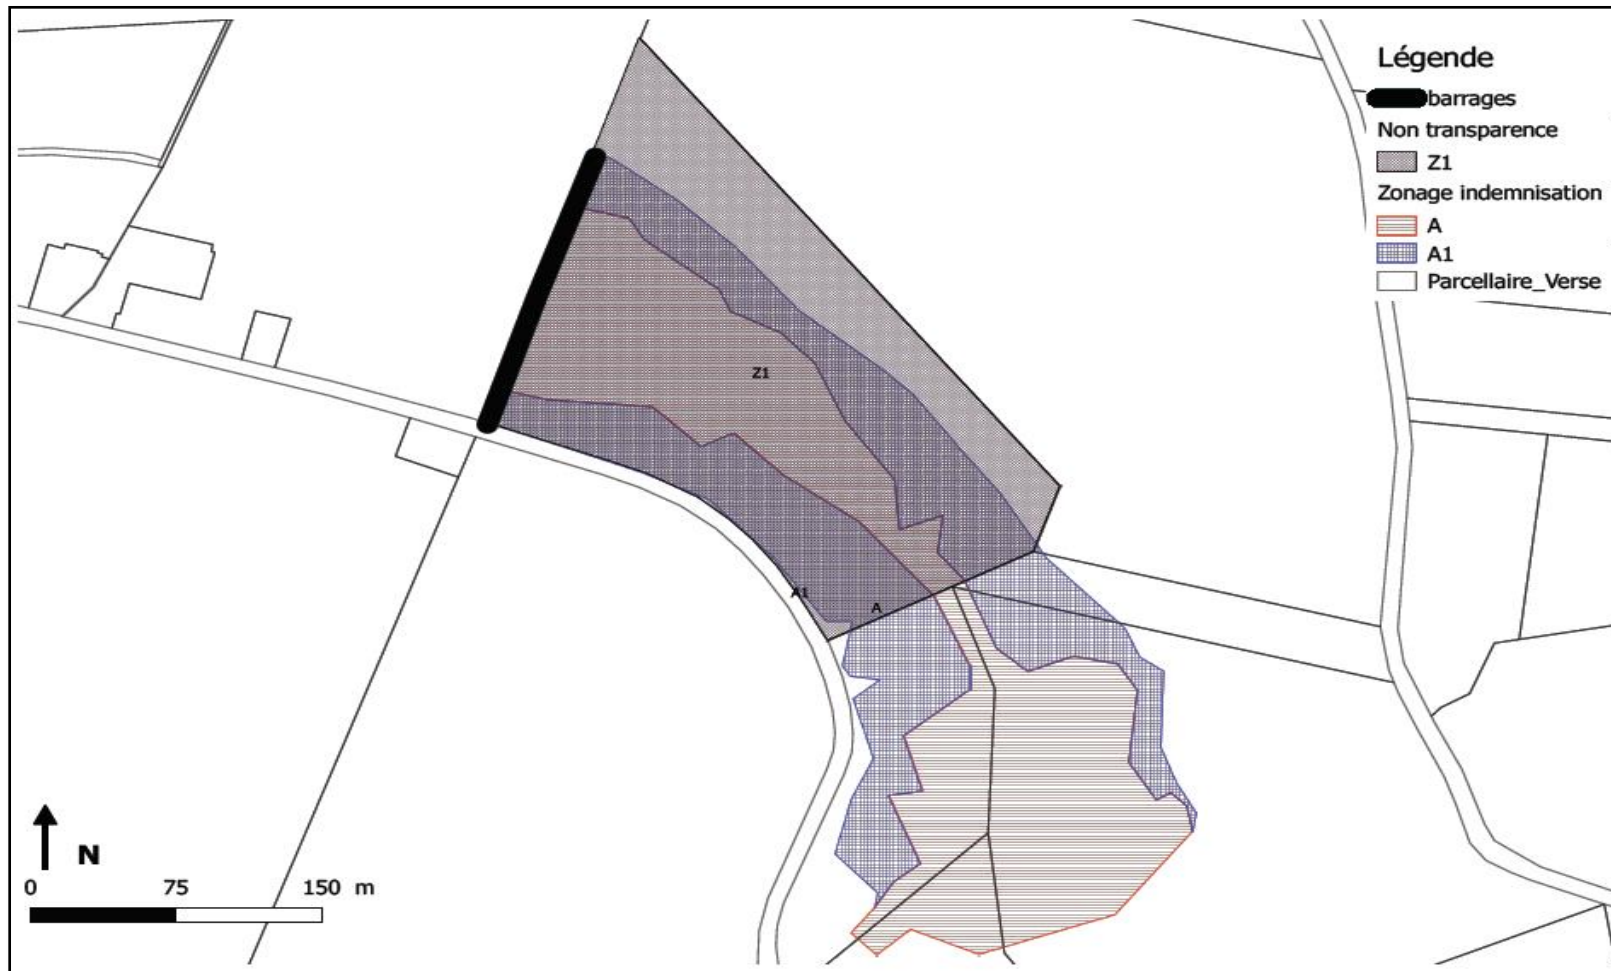 Légende
barrages
Non transparence
Z1
Zonage indemnisation
A
A1
Parcellaire_Verse
Z1
A1
A
N
0 75 150 m